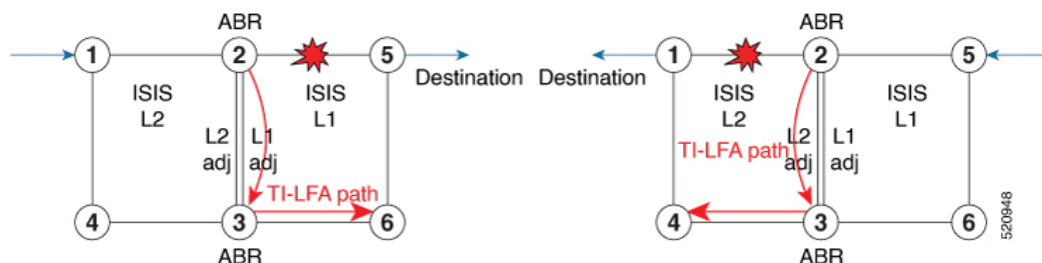 ABR
1
2
5
Destination
ISIS
L2
ISIS
L1
L2
adj
L1
adj
TI-LFA path
4
3
6
ABR
ABR
Destination
1
2
5
ISIS
L2
ISIS
L1
L2
adj
L1
adj
TI-LFA path
4
3
6
ABR
520948